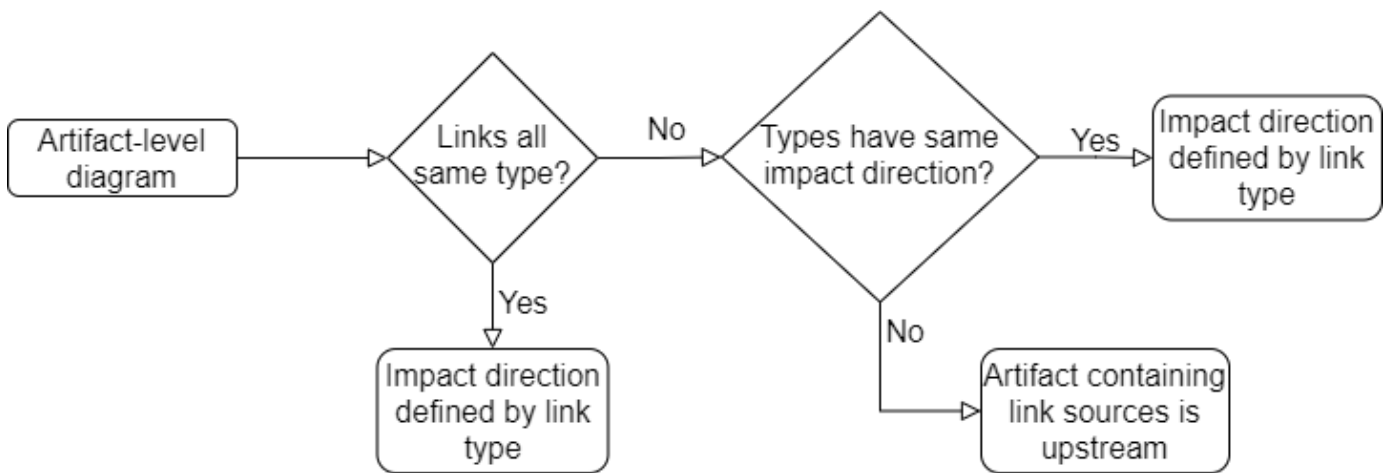 Artifact-level
diagram
Links all
same type?
No
Types have same
impact direction?
Yes
Impact direction
defined by link
type
Yes
Impact direction
defined by link
type
No
Artifact containing
link sources is
upstream